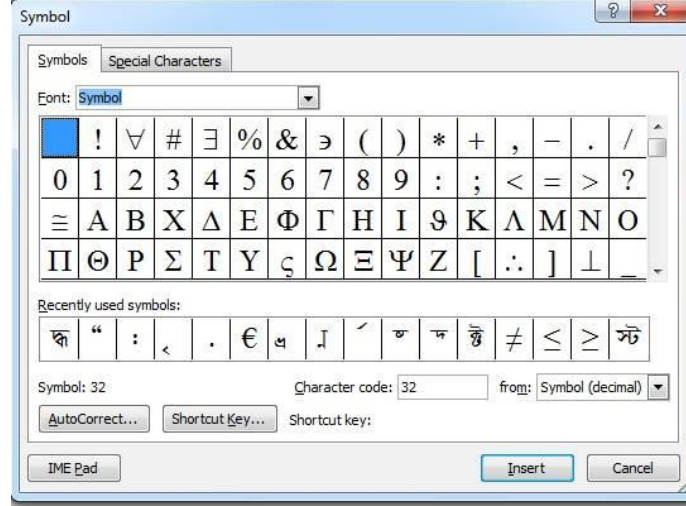 Symbol
Symbols Special Characters
Font: Symbol
! ∀ # ∃ % & ∍ ( ) * + , − . /
0 1 2 3 4 5 6 7 8 9 : ; < = > ?
≅ Α Β Χ Δ Ε Φ Γ Η Ι ϑ Κ Λ Μ Ν Ο
Π Θ Ρ Σ Τ Υ ς Ω Ξ Ψ Ζ [ ∴ ] ⊥ _
Recently used symbols:
“ : . € ≠ ≤ ≥ স্ট
Symbol: 32 Character code: 32 from: Symbol (decimal)
AutoCorrect... Shortcut Key... Shortcut key:
IME Pad Insert Cancel